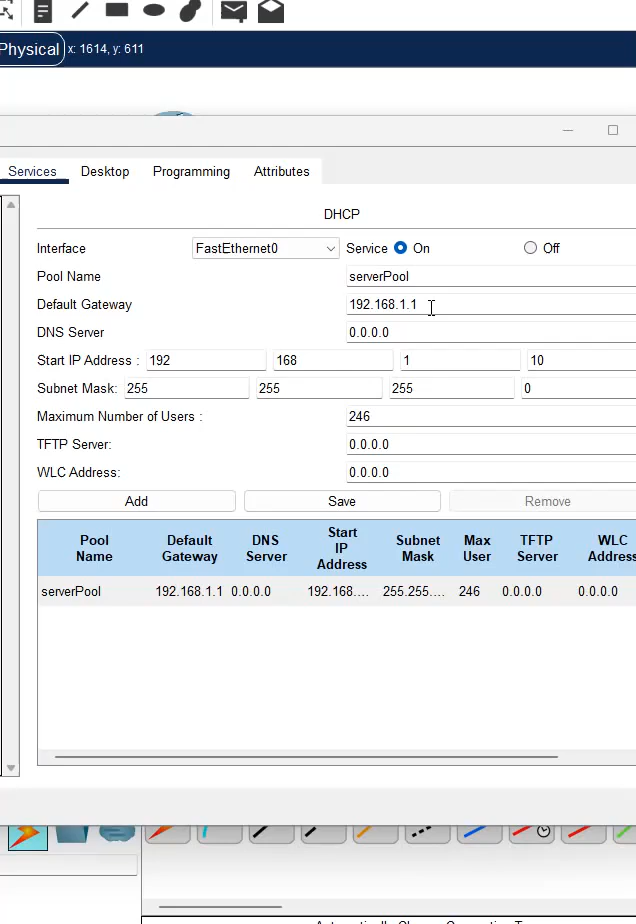 Physical x: 1614, y: 611
Services Desktop Programming Attributes
DHCP
Interface FastEthernet0 Service On Off
Pool Name serverPool
Default Gateway 192.168.1.1
DNS Server 0.0.0.0
Start IP Address : 192 168 1 10
Subnet Mask: 255 255 255 0
Maximum Number of Users : 246
TFTP Server: 0.0.0.0
WLC Address: 0.0.0.0
Add Save Remove
Pool Name Default Gateway DNS Server Start IP Address Subnet Mask Max User TFTP Server WLC Address
serverPool 192.168.1.1 0.0.0.0 192.168.... 255.255.... 246 0.0.0.0 0.0.0.0